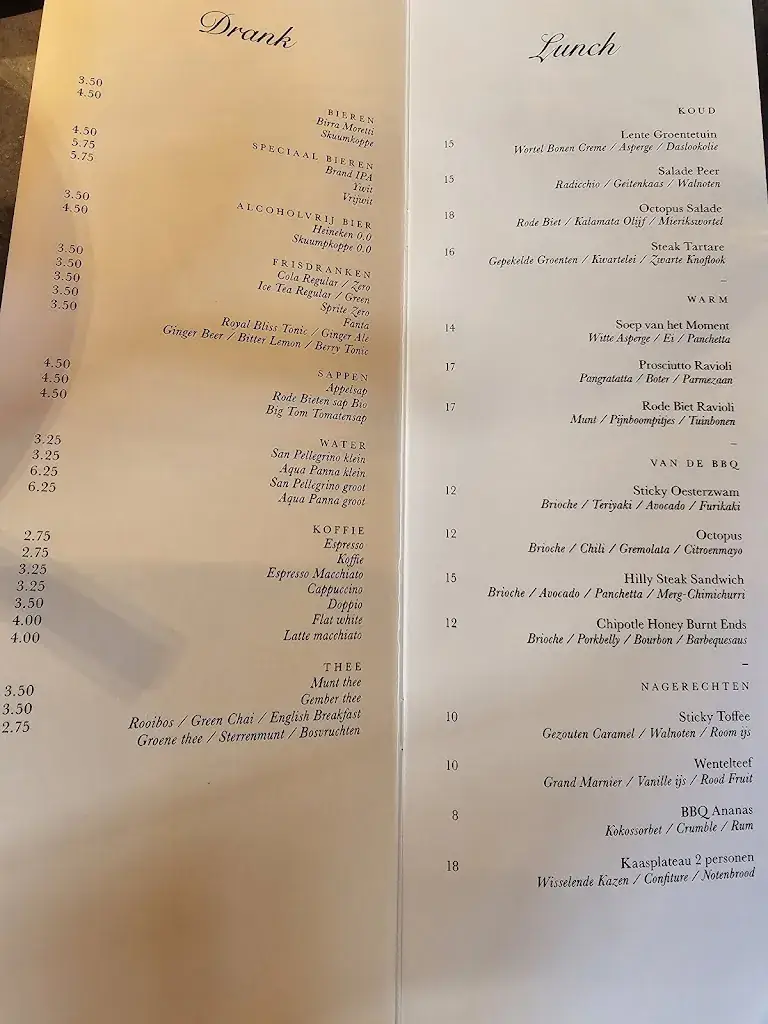 Drank
3.50
4.50
BIEREN
Birra Moretti
Skuumkoppe
4.50
5.75
5.75
SPECIAAL BIEREN
Brand IPA
Ywit
Vrijwit
3.50
4.50
ALCOHOLVRIJ BIER
Heineken 0.0
Skuumpkoppe 0.0
3.50
3.50
3.50
3.50
3.50
FRISDRANKEN
Cola Regular / Zero
Ice Tea Regular / Green
Sprite Zero
Fanta
Royal Bliss Tonic / Ginger Ale
Ginger Beer / Bitter Lemon / Berry Tonic
4.50
4.50
4.50
SAPPEN
Appelsap
Rode Bieten sap Bio
Big Tom Tomatensap
3.25
3.25
6.25
6.25
WATER
San Pellegrino klein
Aqua Panna klein
San Pellegrino groot
Aqua Panna groot
2.75
2.75
3.25
3.25
3.50
4.00
4.00
KOFFIE
Espresso
Koffie
Espresso Macchiato
Cappuccino
Doppio
Flat white
Latte macchiato
3.50
3.50
2.75
THEE
Munt thee
Gember thee
Rooibos / Green Chai / English Breakfast
Groene thee / Sterrenmunt / Bosvruchten
Lunch
KOUD
15 Lente Groentetuin
Wortel Bonen Creme / Asperge / Daslookolie
15 Salade Peer
Radicchio / Geitenkaas / Walnoten
18 Octopus Salade
Rode Biet / Kalamata Olijf / Mierikswortel
16 Steak Tartare
Gepekelde Groenten / Kwartelei / Zwarte Knoflook
–
WARM
14 Soep van het Moment
Witte Asperge / Ei / Panchetta
17 Prosciutto Ravioli
Pangratatta / Boter / Parmezaan
17 Rode Biet Ravioli
Munt / Pijnboompitjes / Tuinbonen
–
VAN DE BBQ
12 Sticky Oesterzwam
Brioche / Teriyaki / Avocado / Furikaki
12 Octopus
Brioche / Chili / Gremolata / Citroenmayo
15 Hilly Steak Sandwich
Brioche / Avocado / Panchetta / Merg-Chimichurri
12 Chipotle Honey Burnt Ends
Brioche / Porkbelly / Bourbon / Barbequesaus
–
NAGERECHTEN
10 Sticky Toffee
Gezouten Caramel / Walnoten / Room ijs
10 Wentelteef
Grand Marnier / Vanille ijs / Rood Fruit
8 BBQ Ananas
Kokossorbet / Crumble / Rum
18 Kaasplateau 2 personen
Wisselende Kazen / Confiture / Notenbrood